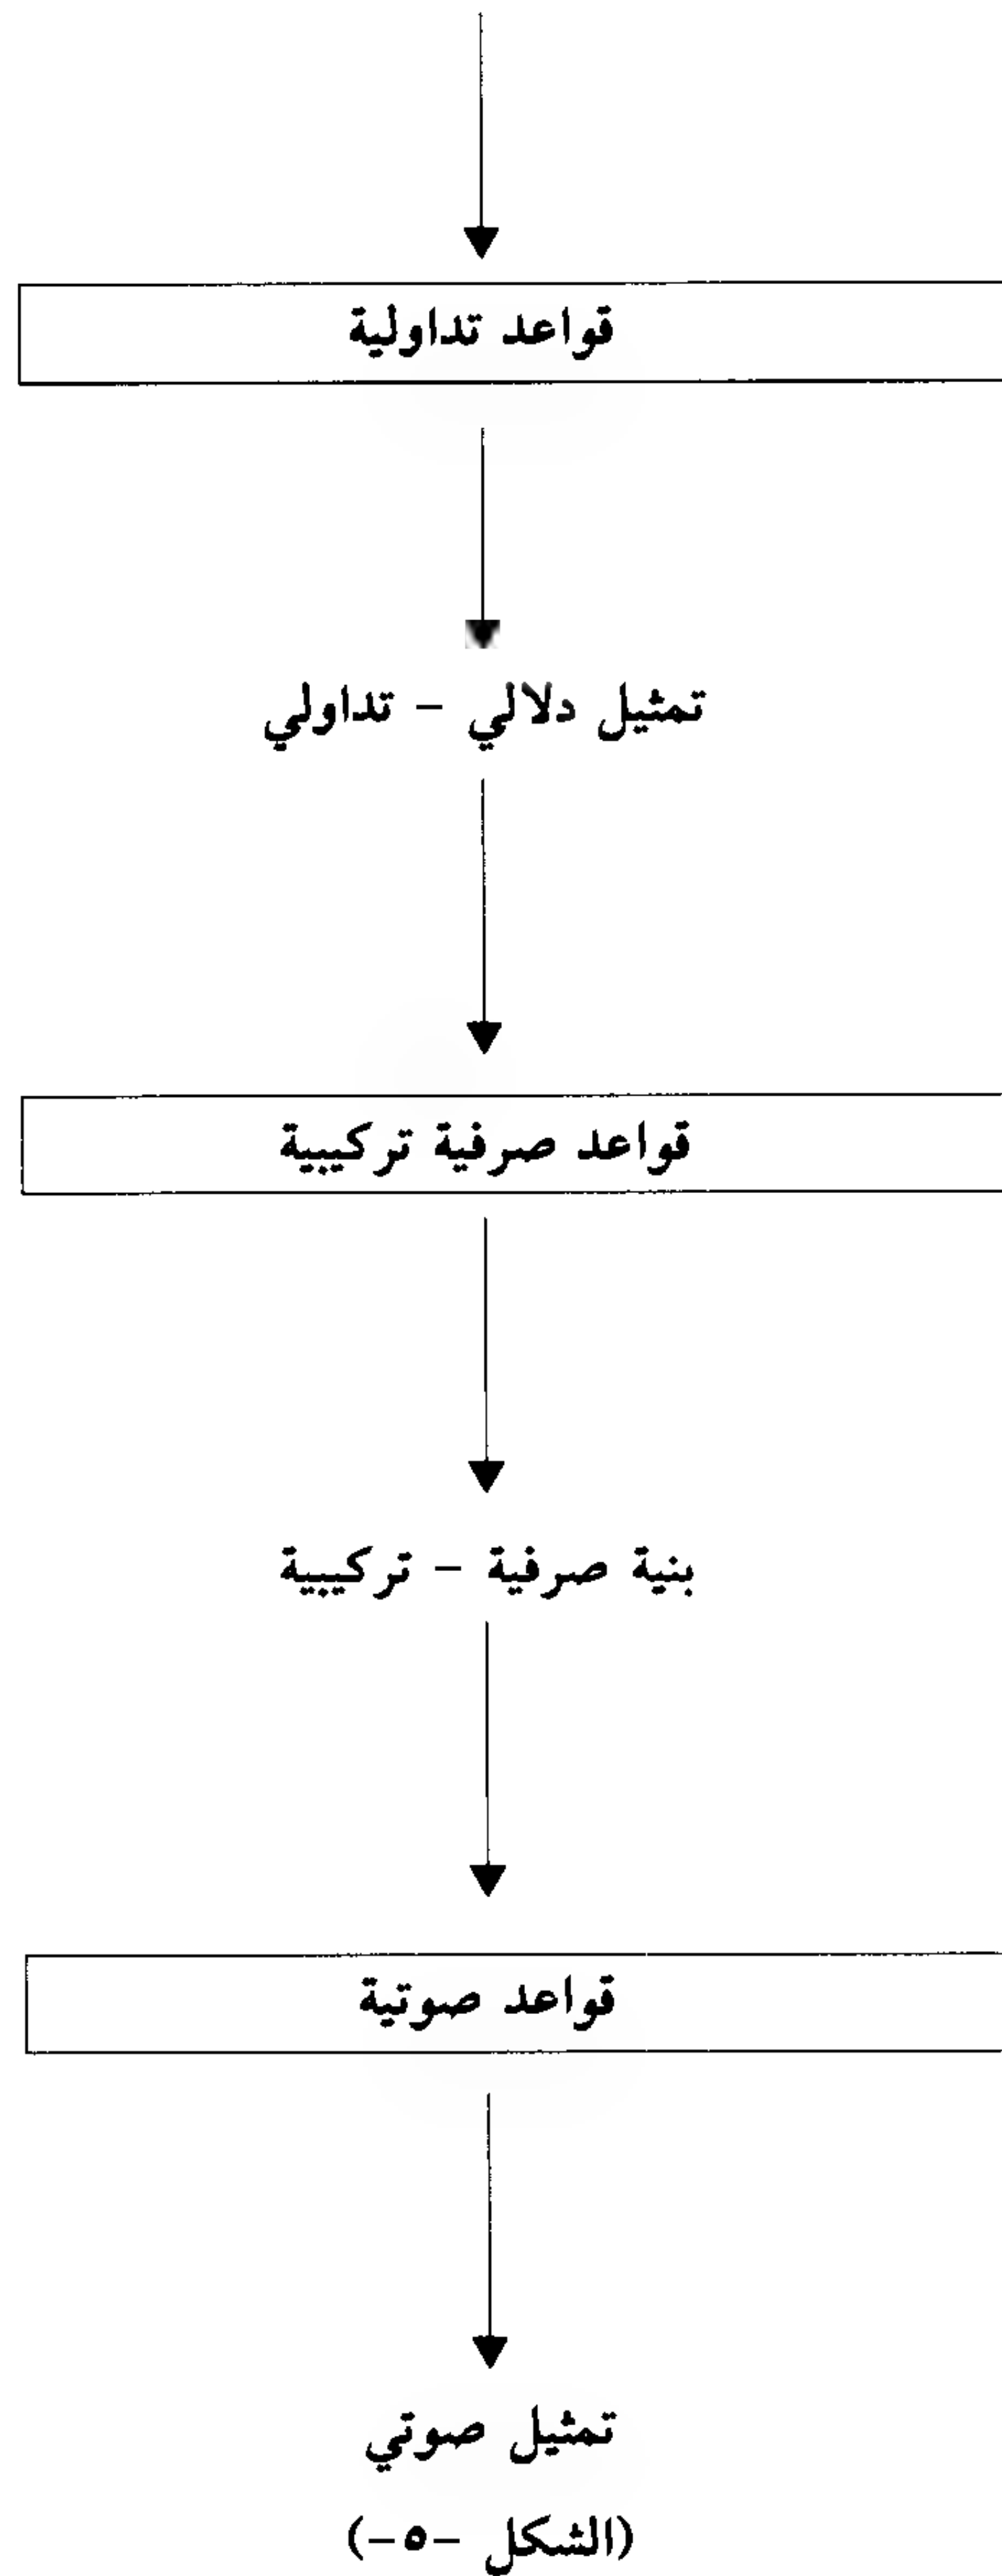 قواعد تداولية
تمثيل دلالي - تداولي
قواعد صرفية تركيبية
بنية صرفية - تركيبية
قواعد صوتية
تمثيل صوتي
(الشكل -٥-)